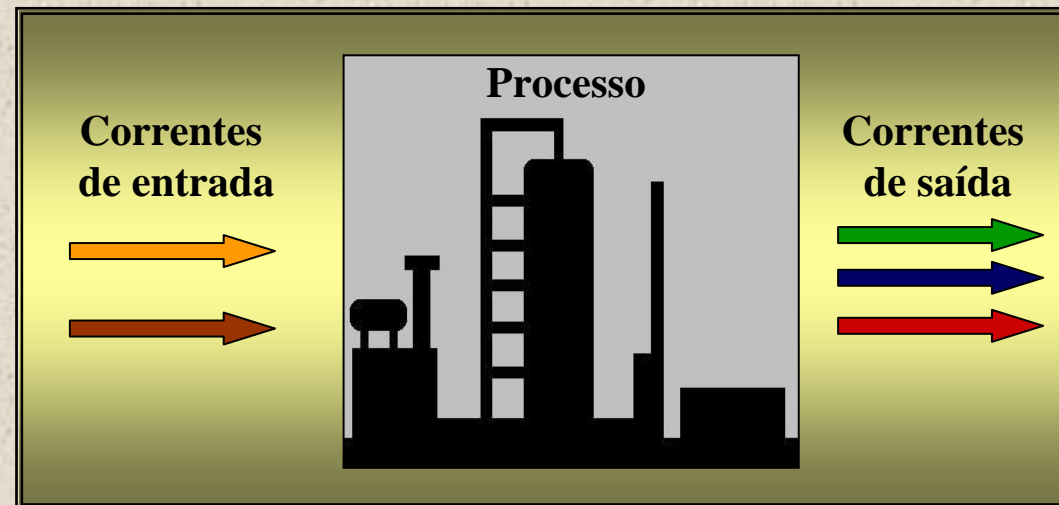 Processo
Correntes
de entrada
Correntes
de saída